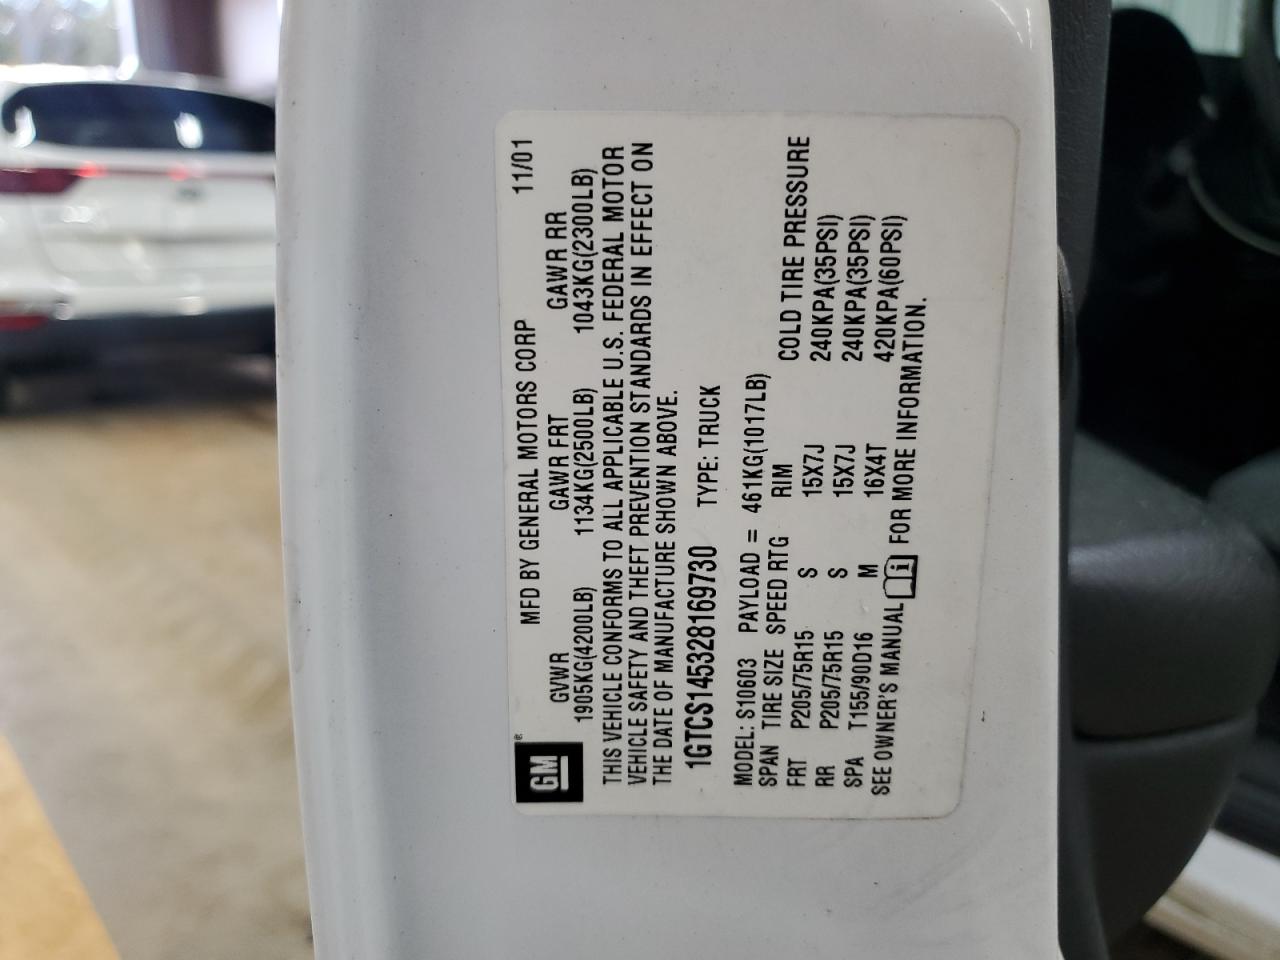 MFD BY GENERAL MOTORS CORP 11/01
GVWR GAWR FRT GAWR RR
1905KG(4200LB) 1134KG(2500LB) 1043KG(2300LB)
GM®
THIS VEHICLE CONFORMS TO ALL APPLICABLE U.S. FEDERAL MOTOR
VEHICLE SAFETY AND THEFT PREVENTION STANDARDS IN EFFECT ON
THE DATE OF MANUFACTURE SHOWN ABOVE.
1GTCS145328169730 TYPE: TRUCK
MODEL: S10603 PAYLOAD = 461KG(1017LB)
SPAN TIRE SIZE SPEED RTG RIM COLD TIRE PRESSURE
FRT P205/75R15 S 15X7J 240KPA(35PSI)
RR P205/75R15 S 15X7J 240KPA(35PSI)
SPA T155/90D16 M 16X4T 420KPA(60PSI)
SEE OWNER'S MANUAL FOR MORE INFORMATION.